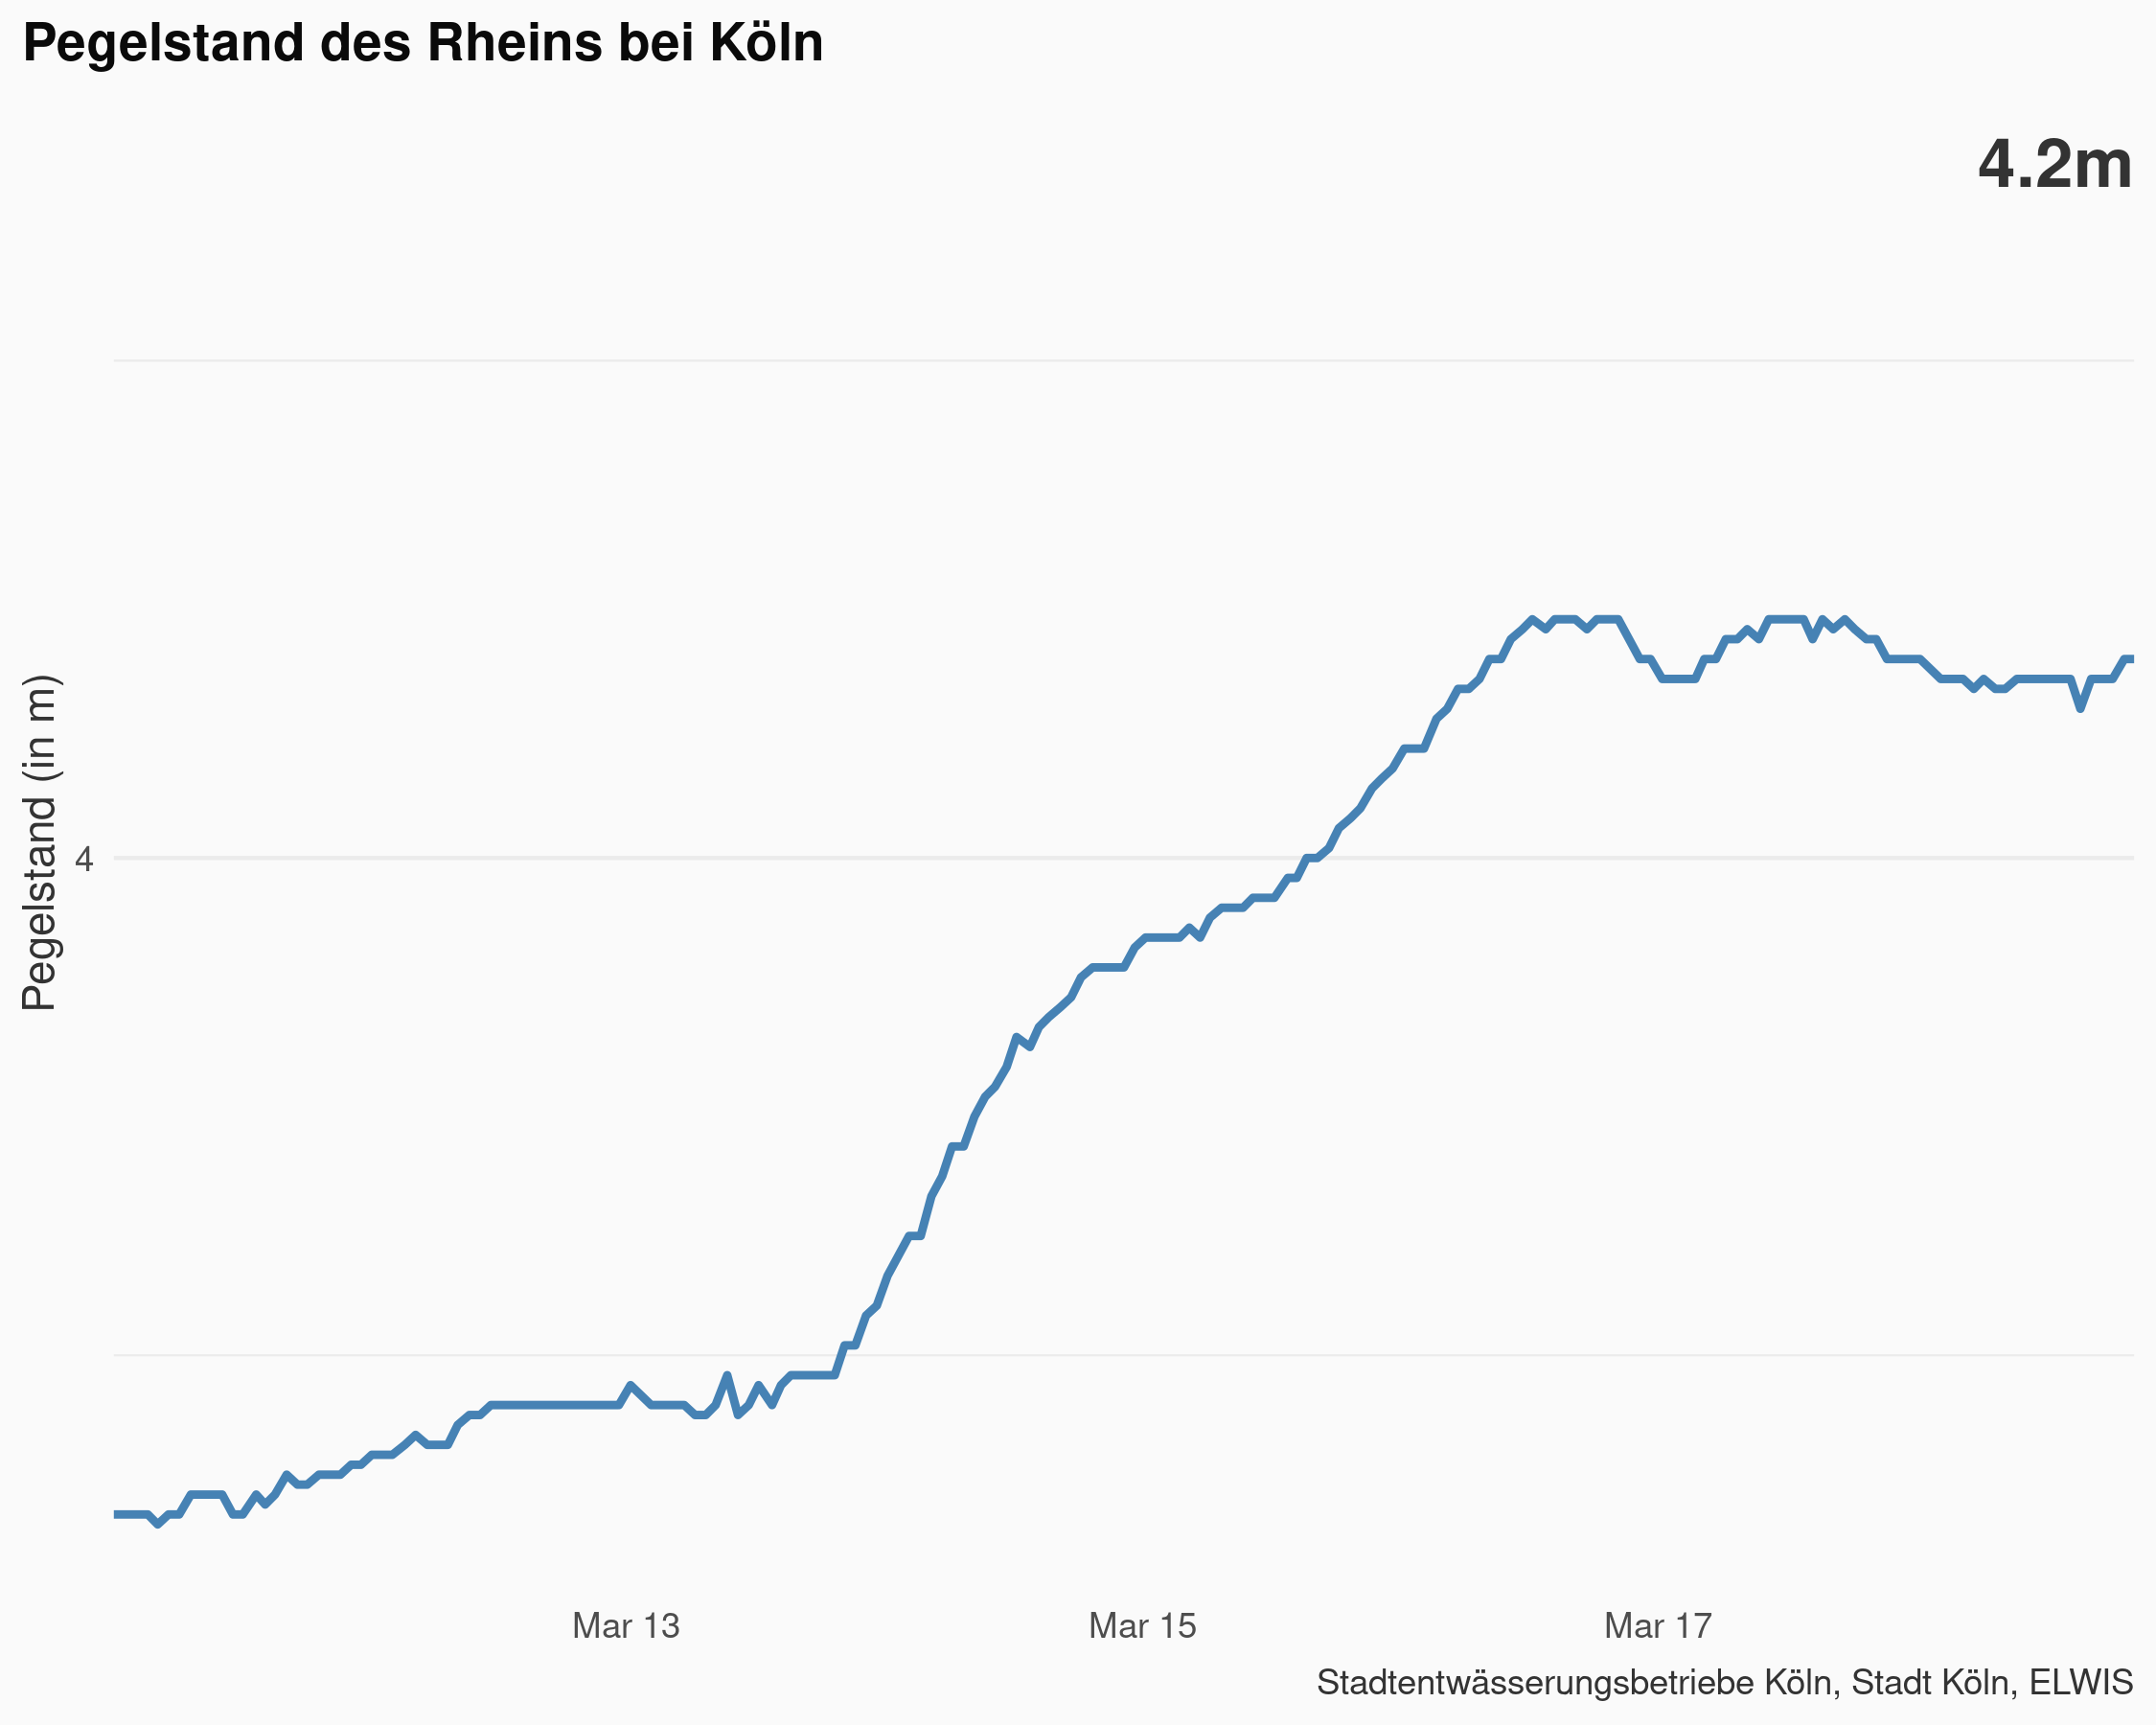 Pegelstand des Rheins bei Köln
4.2m
Pegelstand (in m)
4
Mar 13
Mar 15
Mar 17
Stadtentwässerungsbetriebe Köln, Stadt Köln, ELWIS